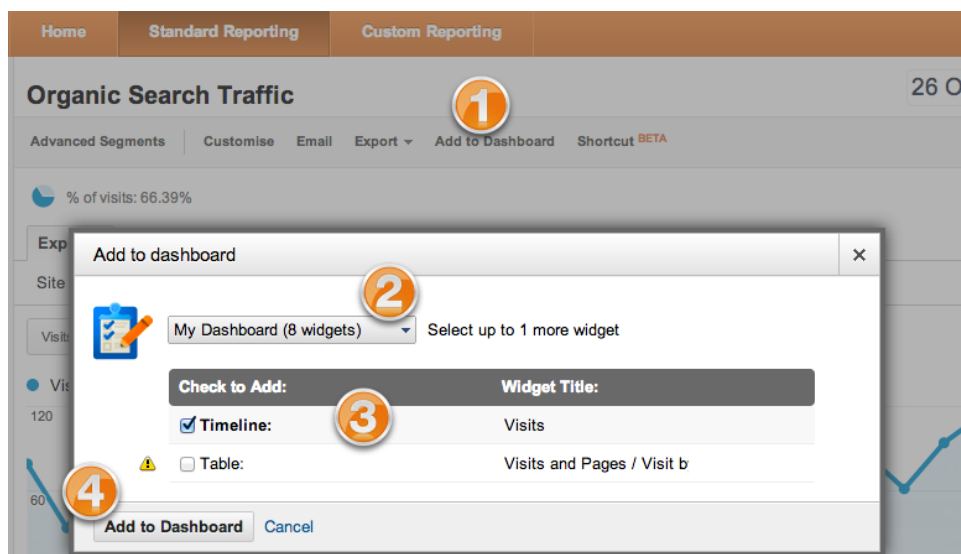 Home Standard Reporting Custom Reporting
Organic Search Traffic 26 O
1
Advanced Segments Customise Email Export Add to Dashboard Shortcut BETA
% of visits: 66.39%
Exp
Add to dashboard
Site
2
My Dashboard (8 widgets) Select up to 1 more widget
Visits
Vis
Check to Add: Widget Title:
120
3
Timeline: Visits
Table: Visits and Pages / Visit b
4
60
Add to Dashboard Cancel